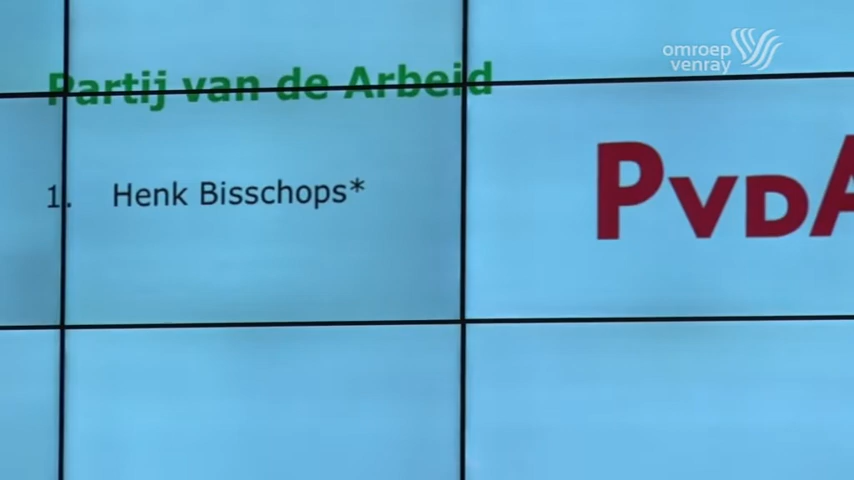 omroep
venray
Partij van de Arbeid
1. Henk Bisschops*
PVDA